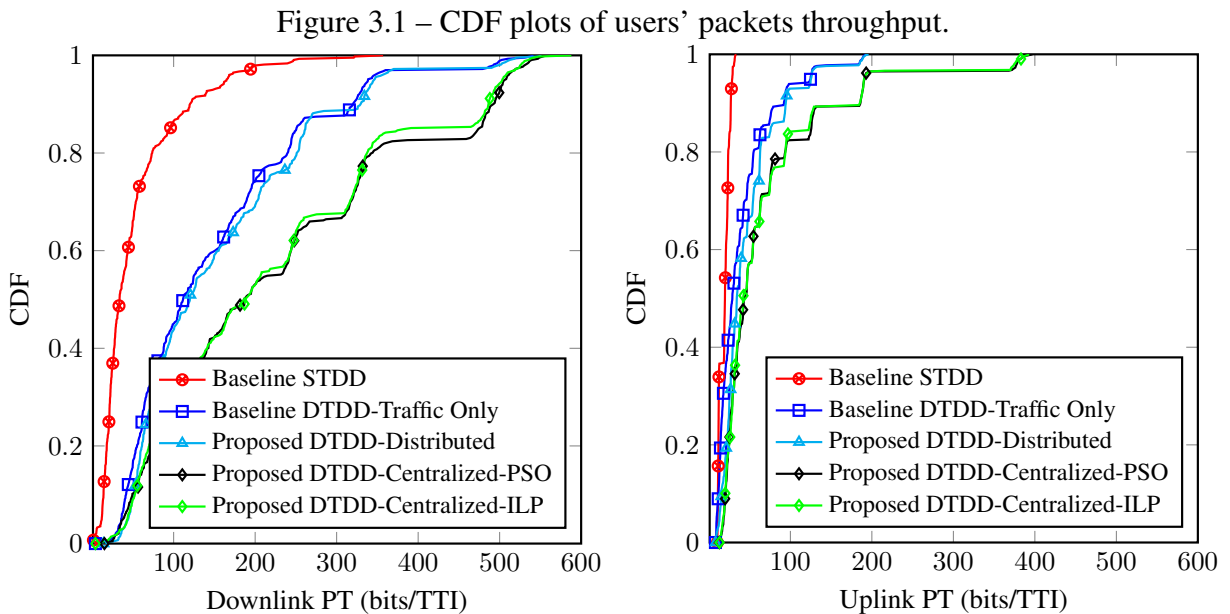 Figure 3.1 – CDF plots of users’ packets throughput.
1
0.8
0.6
0.4
0.2
0
CDF
100 200 300 400 500 600
Downlink PT (bits/TTI)
Baseline STDD
Baseline DTDD-Traffic Only
Proposed DTDD-Distributed
Proposed DTDD-Centralized-PSO
Proposed DTDD-Centralized-ILP
1
0.8
0.6
0.4
0.2
0
CDF
100 200 300 400 500 600
Uplink PT (bits/TTI)
Baseline STDD
Baseline DTDD-Traffic Only
Proposed DTDD-Distributed
Proposed DTDD-Centralized-PSO
Proposed DTDD-Centralized-ILP